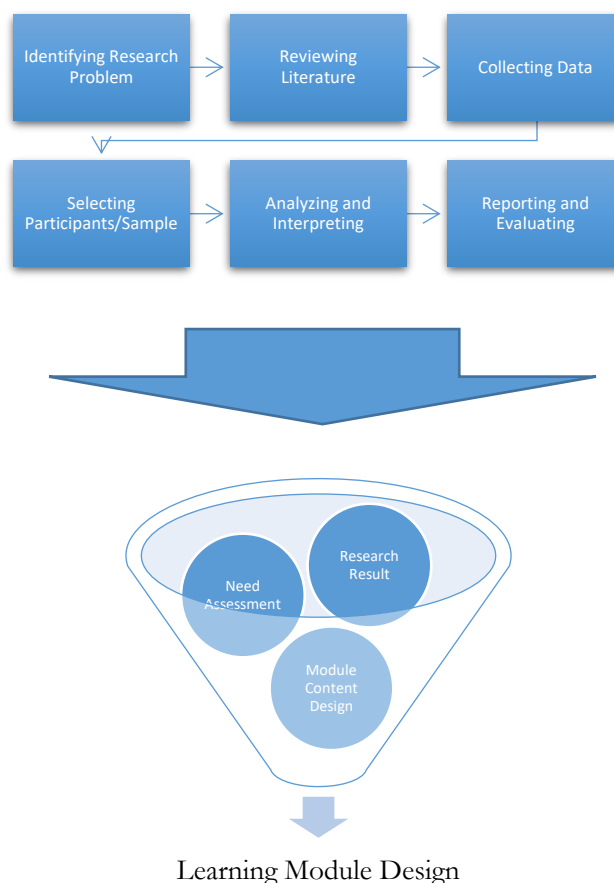 Identifying Research
Problem
Reviewing
Literature
Collecting Data
Selecting
Participants/Sample
Analyzing and
Interpreting
Reporting and
Evaluating
Research
Result
Need
Assessment
Module
Content
Design
Learning Module Design